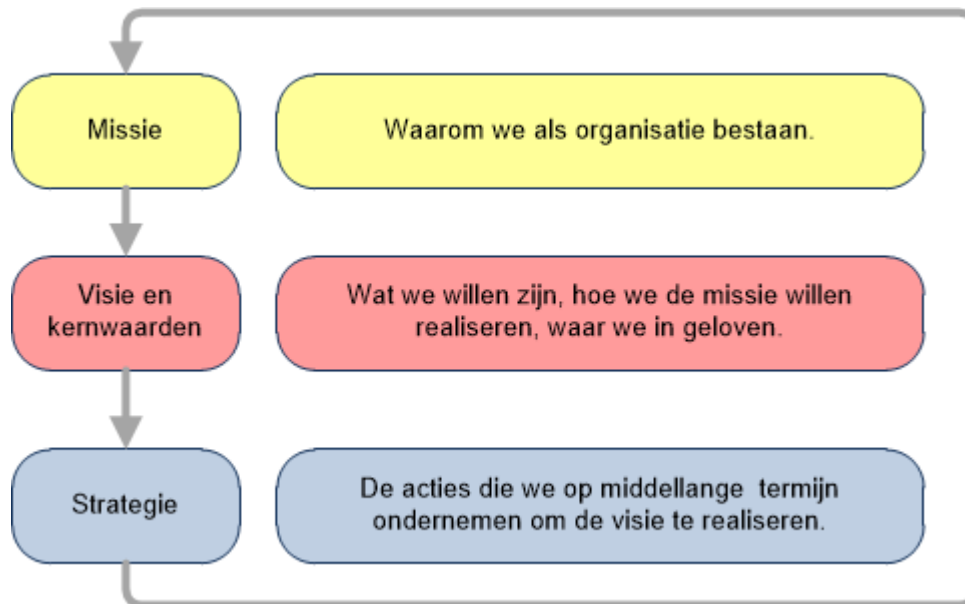 Missie
Waarom we als organisatie bestaan.
Visie en
kernwaarden
Wat we willen zijn, hoe we de missie willen
realiseren, waar we in geloven.
Strategie
De acties die we op middellange  termijn
ondernemen om de visie te realiseren.